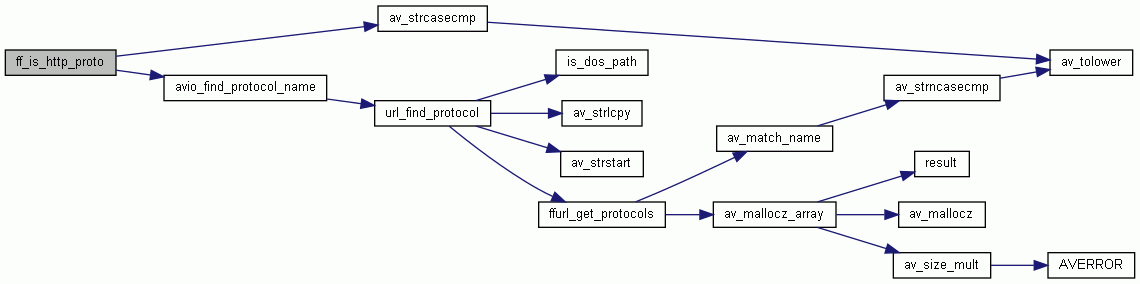 av_strcasecmp
ff_is_http_proto
is_dos_path
av_tolower
avio_find_protocol_name
av_strncasecmp
url_find_protocol
av_strlcpy
av_match_name
av_strstart
result
ffurl_get_protocols
av_mallocz_array
av_mallocz
av_size_mult
AVERROR